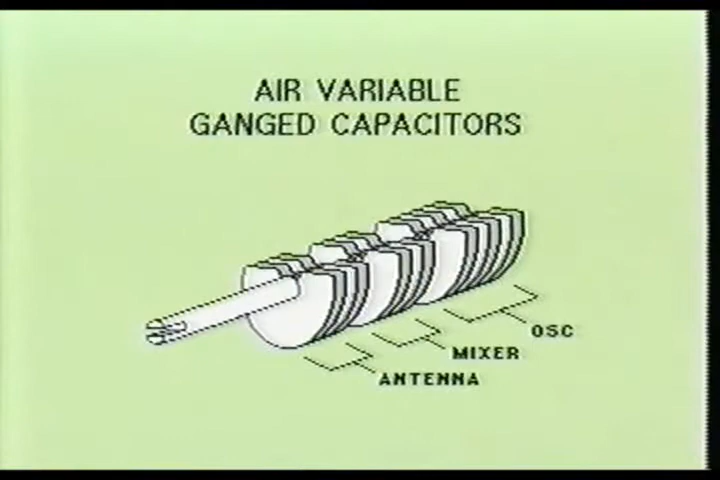 AIR VARIABLE
GANGED CAPACITORS
OSC
MIXER
ANTENNA